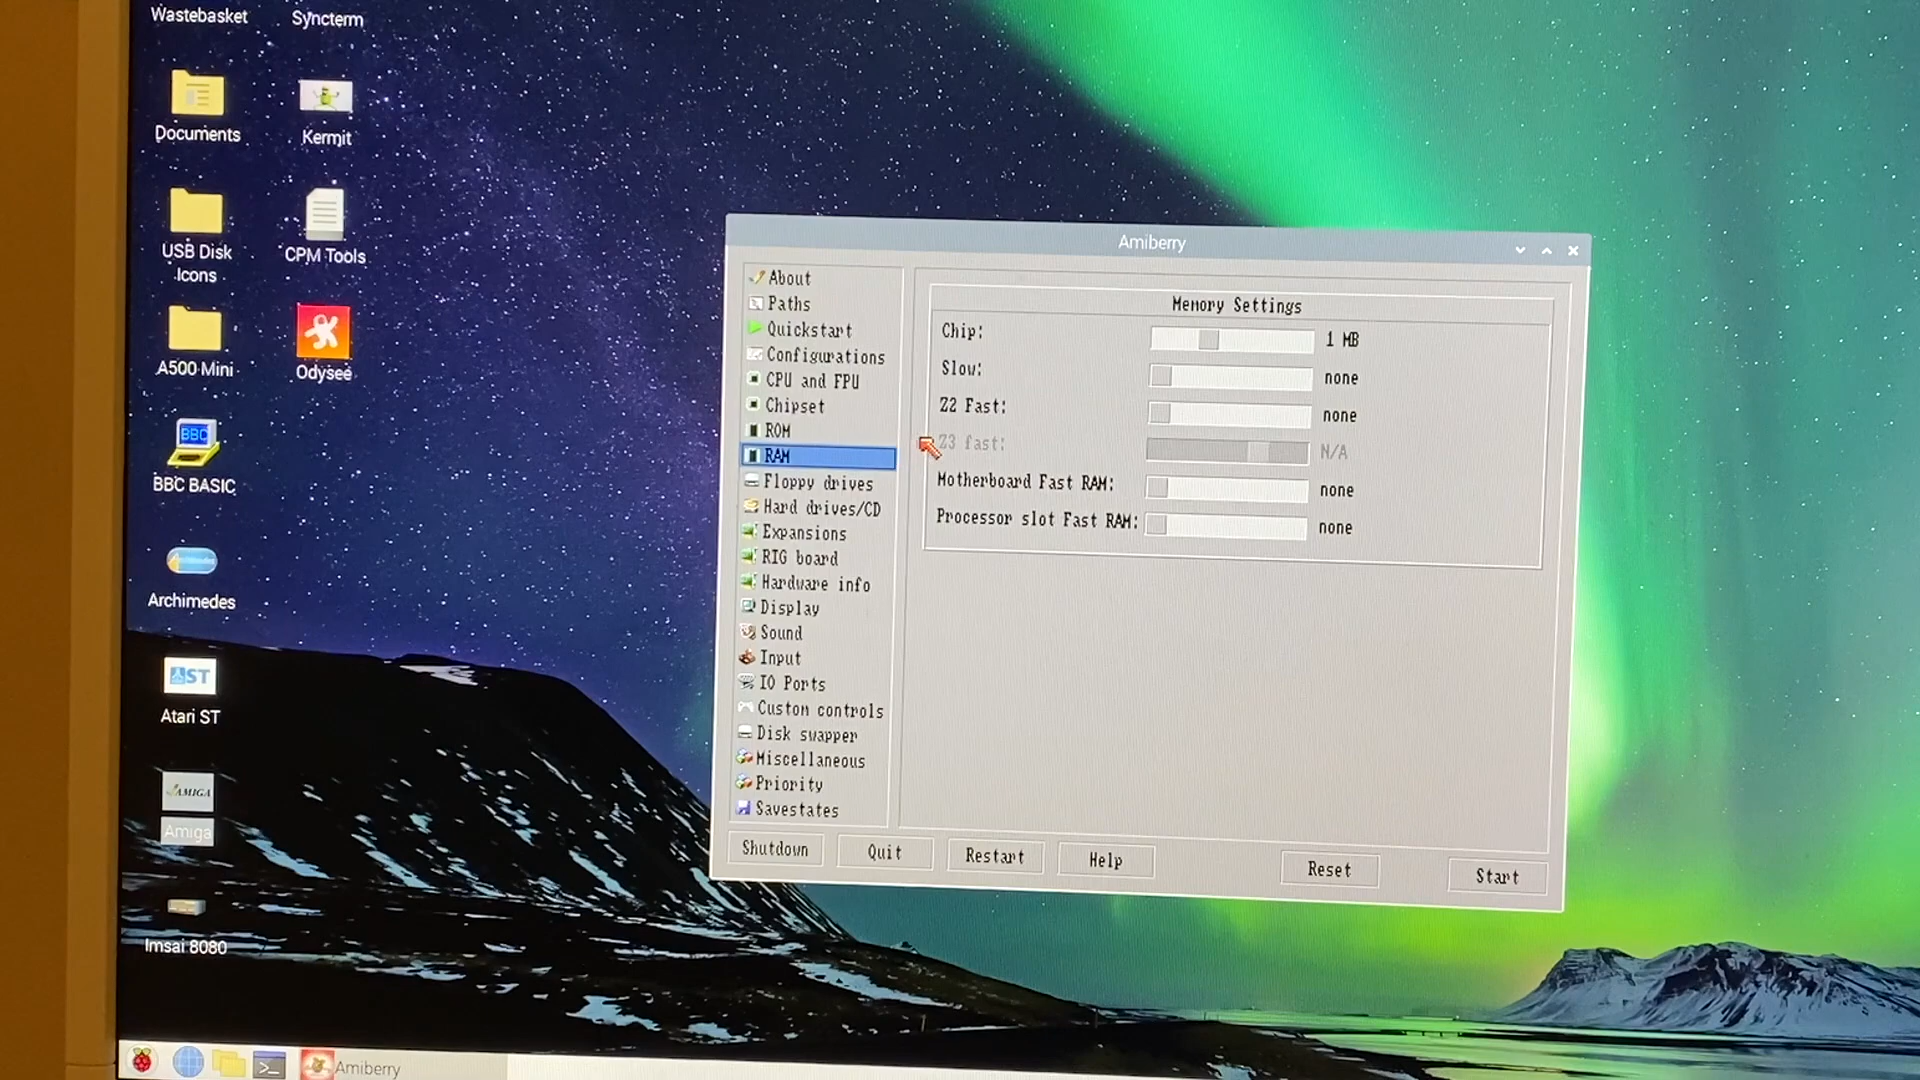 Wastebasket
Syncterm
Documents
Kermit
USB Disk
Icons
CPM Tools
A500 Mini
Odysee
BBC
BBC BASIC
Archimedes
ST
Atari ST
AMIGA
Amiga
Imsai 8080
Amiberry
About
Paths
Quickstart
Configurations
CPU and FPU
Chipset
ROM
RAM
Floppy drives
Hard drives/CD
Expansions
RTG board
Hardware info
Display
Sound
Input
IO Ports
Custom controls
Disk swapper
Miscellaneous
Priority
Savestates
Memory Settings
Chip: 1 MB
Slow: none
Z2 Fast: none
Z3 fast: N/A
Motherboard Fast RAM: none
Processor slot Fast RAM: none
Shutdown
Quit
Restart
Help
Reset
Start
Amiberry